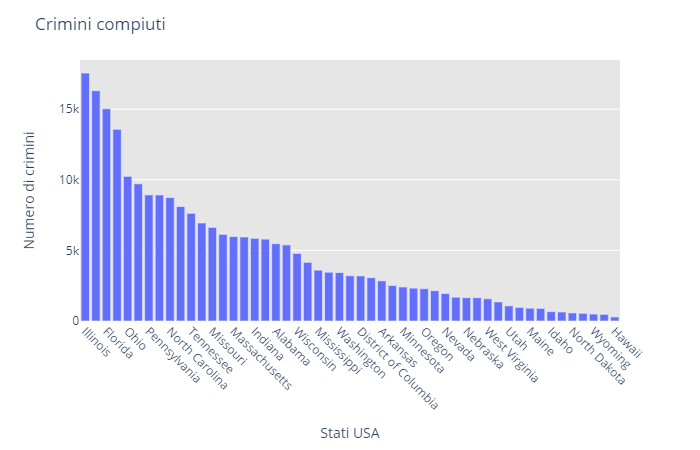 Crimini compiuti
Numero di crimini
15k
10k
5k
0
Illinois
Florida
Ohio
Pennsylvania
North Carolina
Tennessee
Missouri
Massachusetts
Indiana
Alabama
Wisconsin
Mississippi
Washington
District of Columbia
Arkansas
Minnesota
Oregon
Nevada
Nebraska
West Virginia
Utah
Maine
Idaho
North Dakota
Wyoming
Hawaii
Stati USA